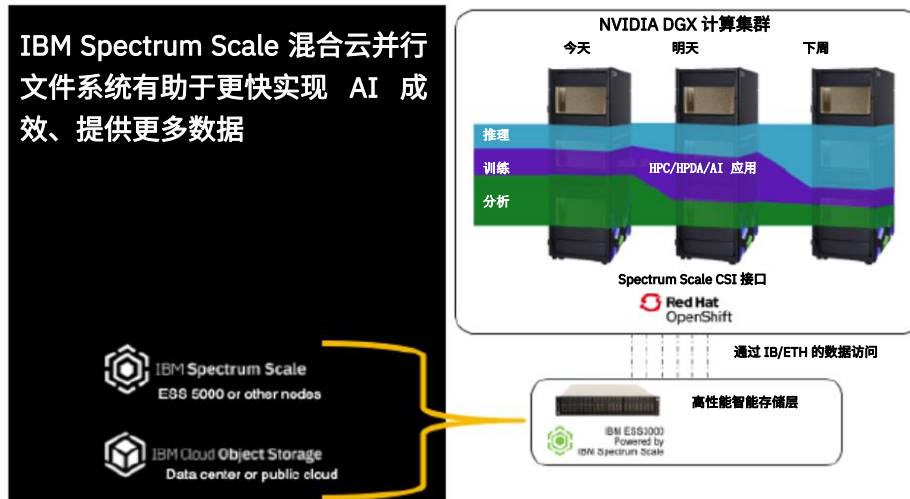 IBM Spectrum Scale 混合云并行
文件系统有助于更快实现 AI 成
效、提供更多数据
NVIDIA DGX 计算集群
今天 明天 下周
推理
训练 HPC/HPDA/AI 应用
分析
Spectrum Scale CSI 接口
Red Hat
OpenShift
通过 IB/ETH 的数据访问
IBM Spectrum Scale
ESS 5000 or other nodes
IBM Cloud Object Storage
Data center or public cloud
高性能智能存储层
IBM ESS3000
Powered by
IBM Spectrum Scale